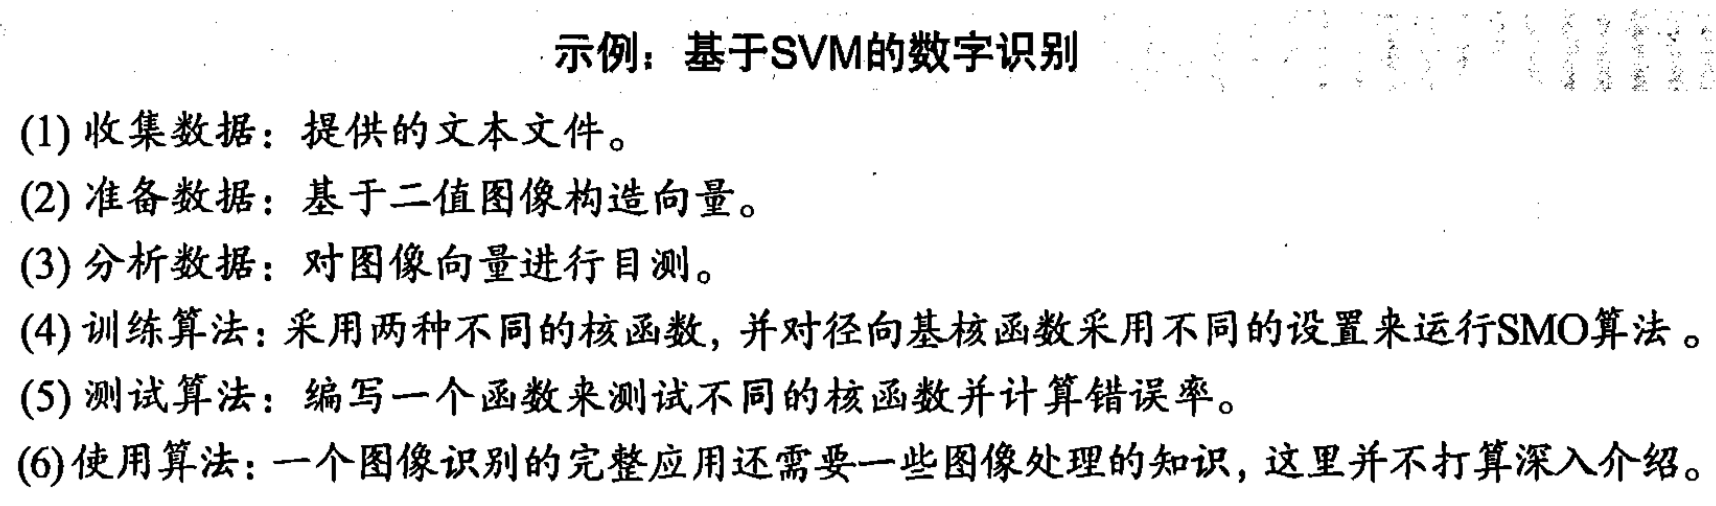 示例：基于SVM的数字识别
(1) 收集数据：提供的文本文件。
(2) 准备数据：基于二值图像构造向量。
(3) 分析数据：对图像向量进行目测。
(4) 训练算法：采用两种不同的核函数，并对径向基核函数采用不同的设置来运行SMO算法 。
(5) 测试算法：编写一个函数来测试不同的核函数并计算错误率。
(6) 使用算法：一个图像识别的完整应用还需要一些图像处理的知识，这里并不打算深入介绍。